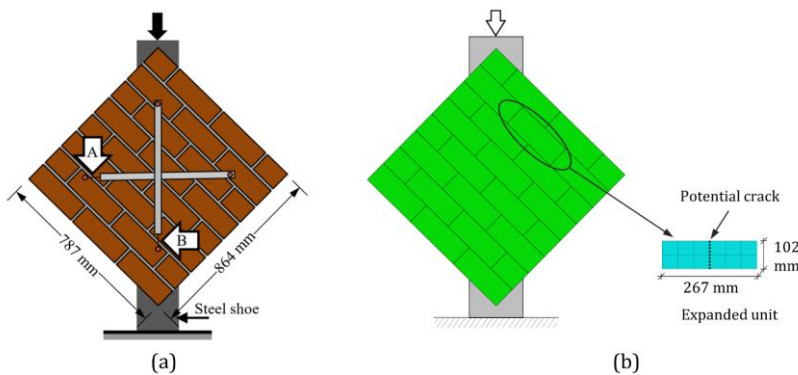 A
B
787 mm
864 mm
Steel shoe
(a)
Potential crack
102
mm
267 mm
Expanded unit
(b)